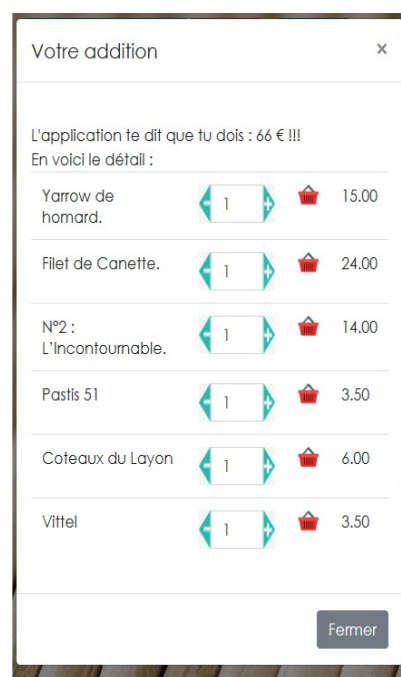 Votre addition ×
L'application te dit que tu dois : 66 € !!!
En voici le détail :
Yarrow de
homard. - 1 + 15.00
Filet de Canette. - 1 + 24.00
N°2 :
L'Incontournable. - 1 + 14.00
Pastis 51 - 1 + 3.50
Coteaux du Layon - 1 + 6.00
Vittel - 1 + 3.50
Fermer